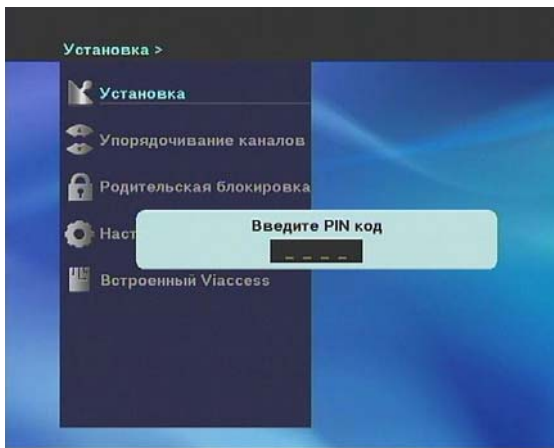 Установка >
Установка
Упорядочивание каналов
Родительская блокировка
Наст
Введите PIN код
_ _ _ _
Встроенный Viaccess